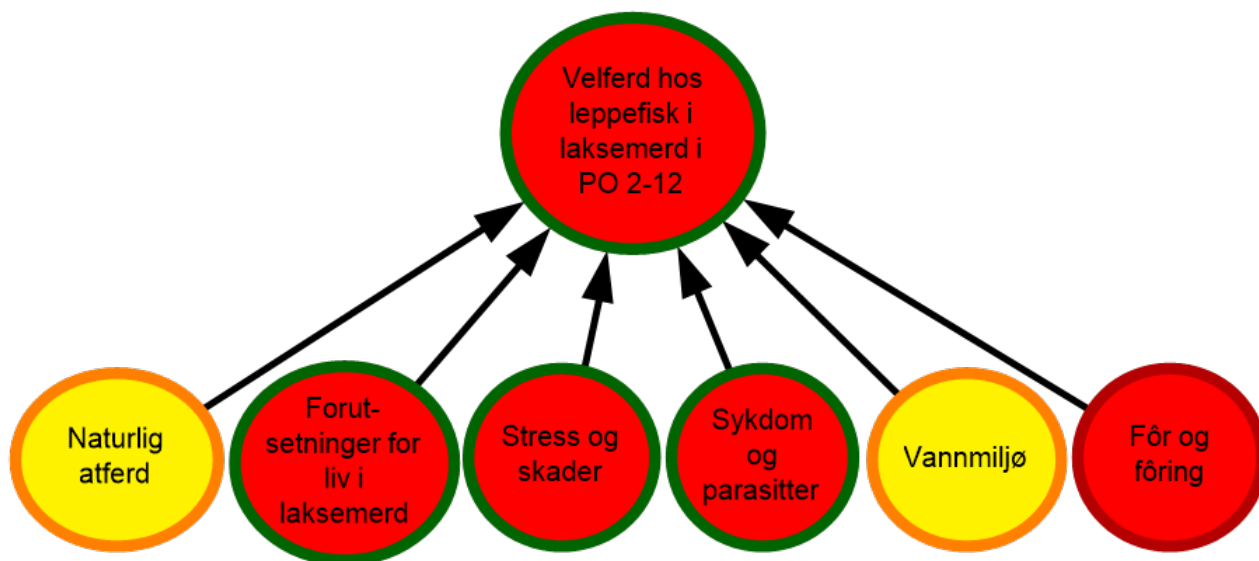 Velferd hos
leppefisk i
laksemerd i
PO 2-12
Naturlig
atferd
Forut-
setninger for
liv i
laksemerd
Stress og
skader
Sykdom
og
parasitter
Vannmiljø
Fôr og
fôring